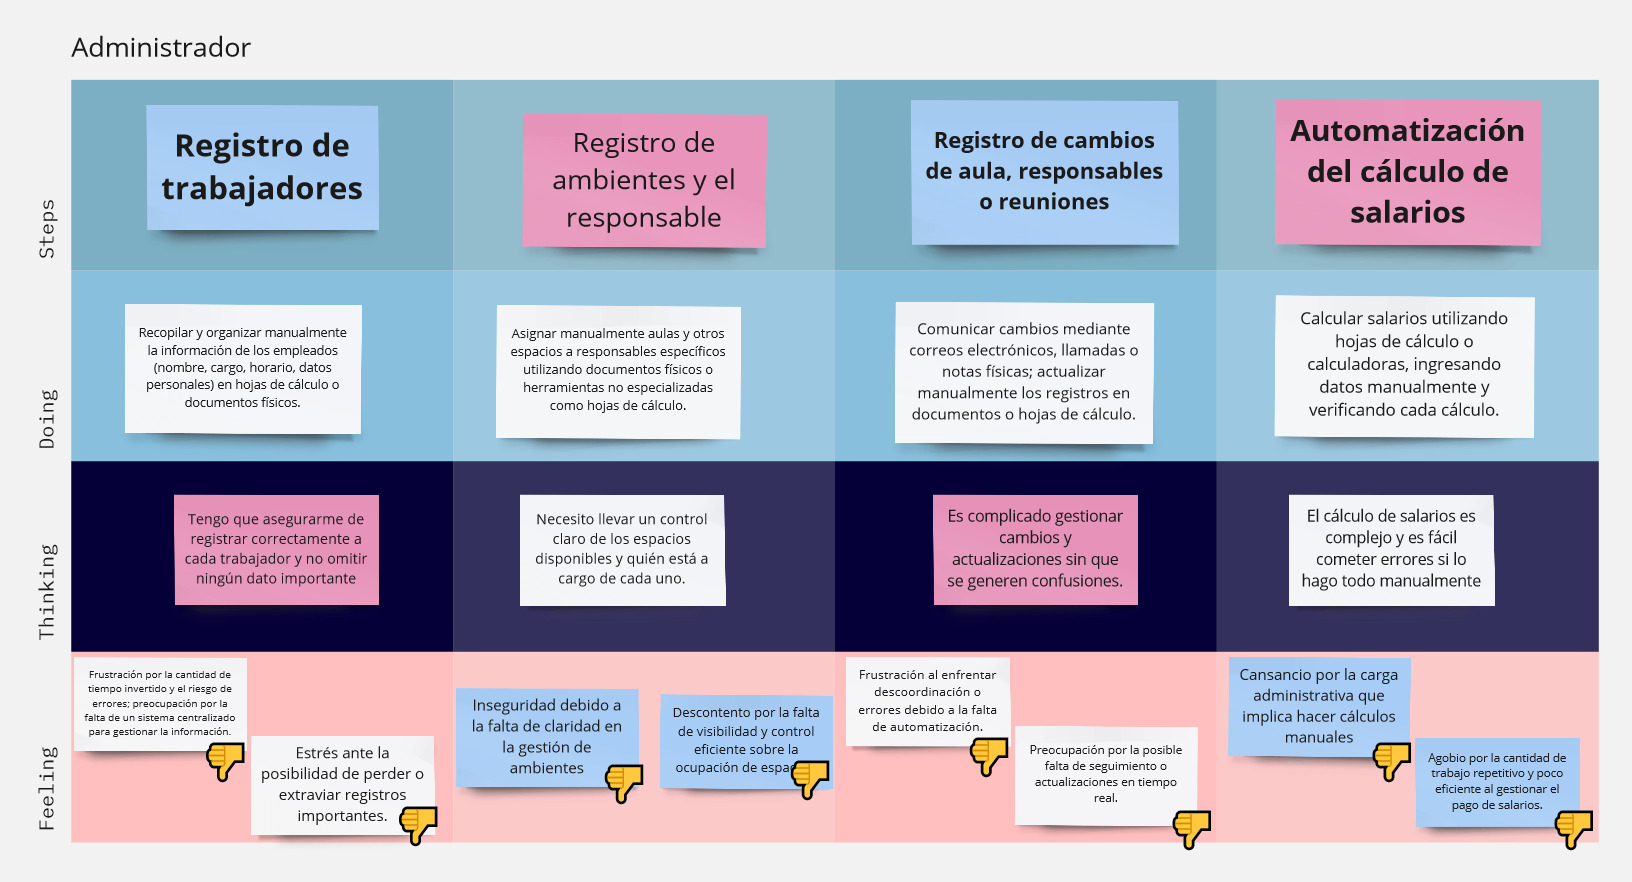 Administrador
Steps
Registro de
trabajadores
Registro de
ambientes y el
responsable
Registro de cambios
de aula, responsables
o reuniones
Automatización
del cálculo de
salarios
Doing
Recopilar y organizar manualmente
la información de los empleados
(nombre, cargo, horario, datos
personales) en hojas de cálculo o
documentos físicos.
Asignar manualmente aulas y otros
espacios a responsables específicos
utilizando documentos físicos o
herramientas no especializadas
como hojas de cálculo.
Comunicar cambios mediante
correos electrónicos, llamadas o
notas físicas; actualizar
manualmente los registros en
documentos o hojas de cálculo.
Calcular salarios utilizando
hojas de cálculo o
calculadoras, ingresando
datos manualmente y
verificando cada cálculo.
Thinking
Tengo que asegurarme de
registrar correctamente a
cada trabajador y no omitir
ningún dato importante
Necesito llevar un control
claro de los espacios
disponibles y quién está a
cargo de cada uno.
Es complicado gestionar
cambios y
actualizaciones sin que
se generen confusiones.
El cálculo de salarios es
complejo y es fácil
cometer errores si lo
hago todo manualmente
Feeling
Frustración por la cantidad de
tiempo invertido y el riesgo de
errores; preocupación por la
falta de un sistema centralizado
para gestionar la información.
Estrés ante la
posibilidad de perder o
extraviar registros
importantes.
Inseguridad debido a
la falta de claridad en
la gestión de
ambientes
Descontento por la falta
de visibilidad y control
eficiente sobre la
ocupación de
Frustración al enfrentar
descoordinación o
errores debido a la falta
de automatización.
Preocupación por la posible
falta de seguimiento o
actualizaciones en tiempo
real.
Cansancio por la carga
administrativa que
implica hacer cálculos
manuales
Agobio por la cantidad de
trabajo repetitivo y poco
eficiente al gestionar el
pago de salarios.